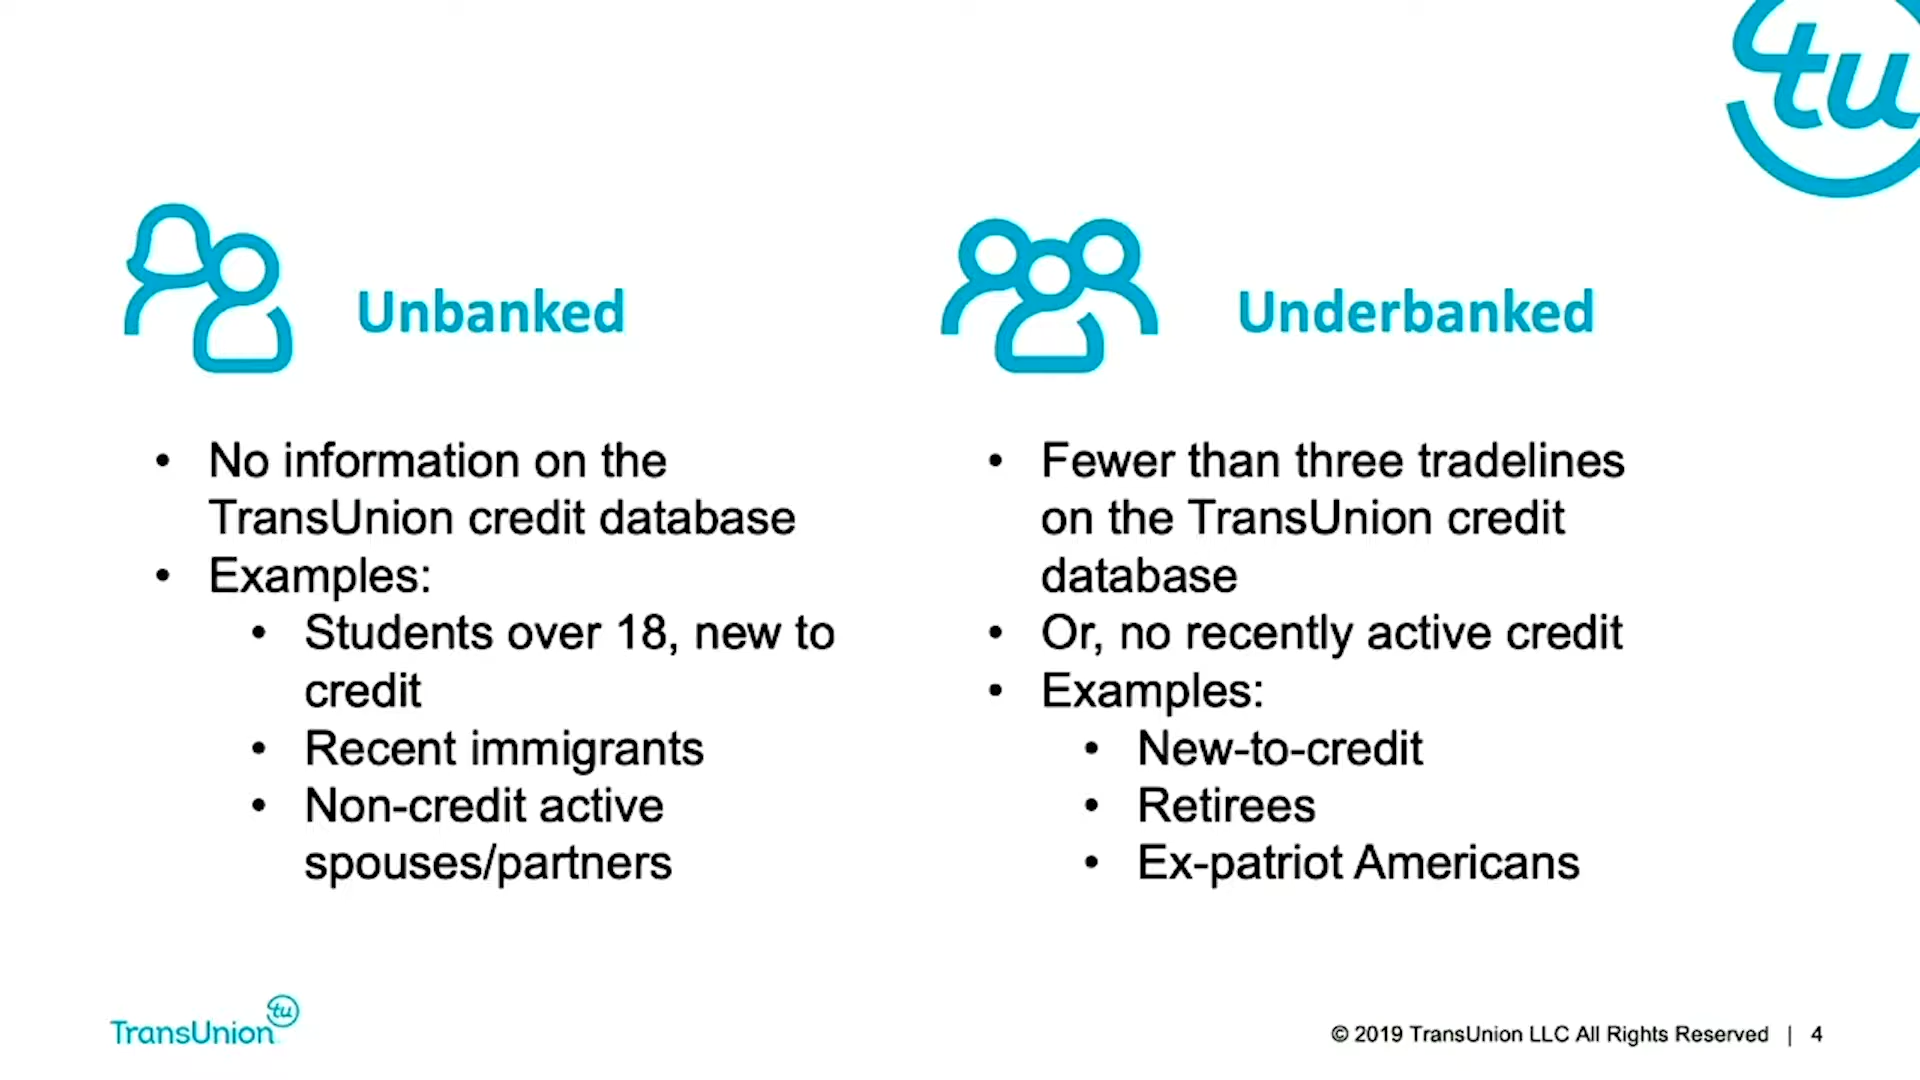 tu
Unbanked
• No information on the
TransUnion credit database
• Examples:
• Students over 18, new to
credit
• Recent immigrants
• Non-credit active
spouses/partners
Underbanked
• Fewer than three tradelines
on the TransUnion credit
database
• Or, no recently active credit
• Examples:
• New-to-credit
• Retirees
• Ex-patriot Americans
TransUnion tu
© 2019 TransUnion LLC All Rights Reserved | 4